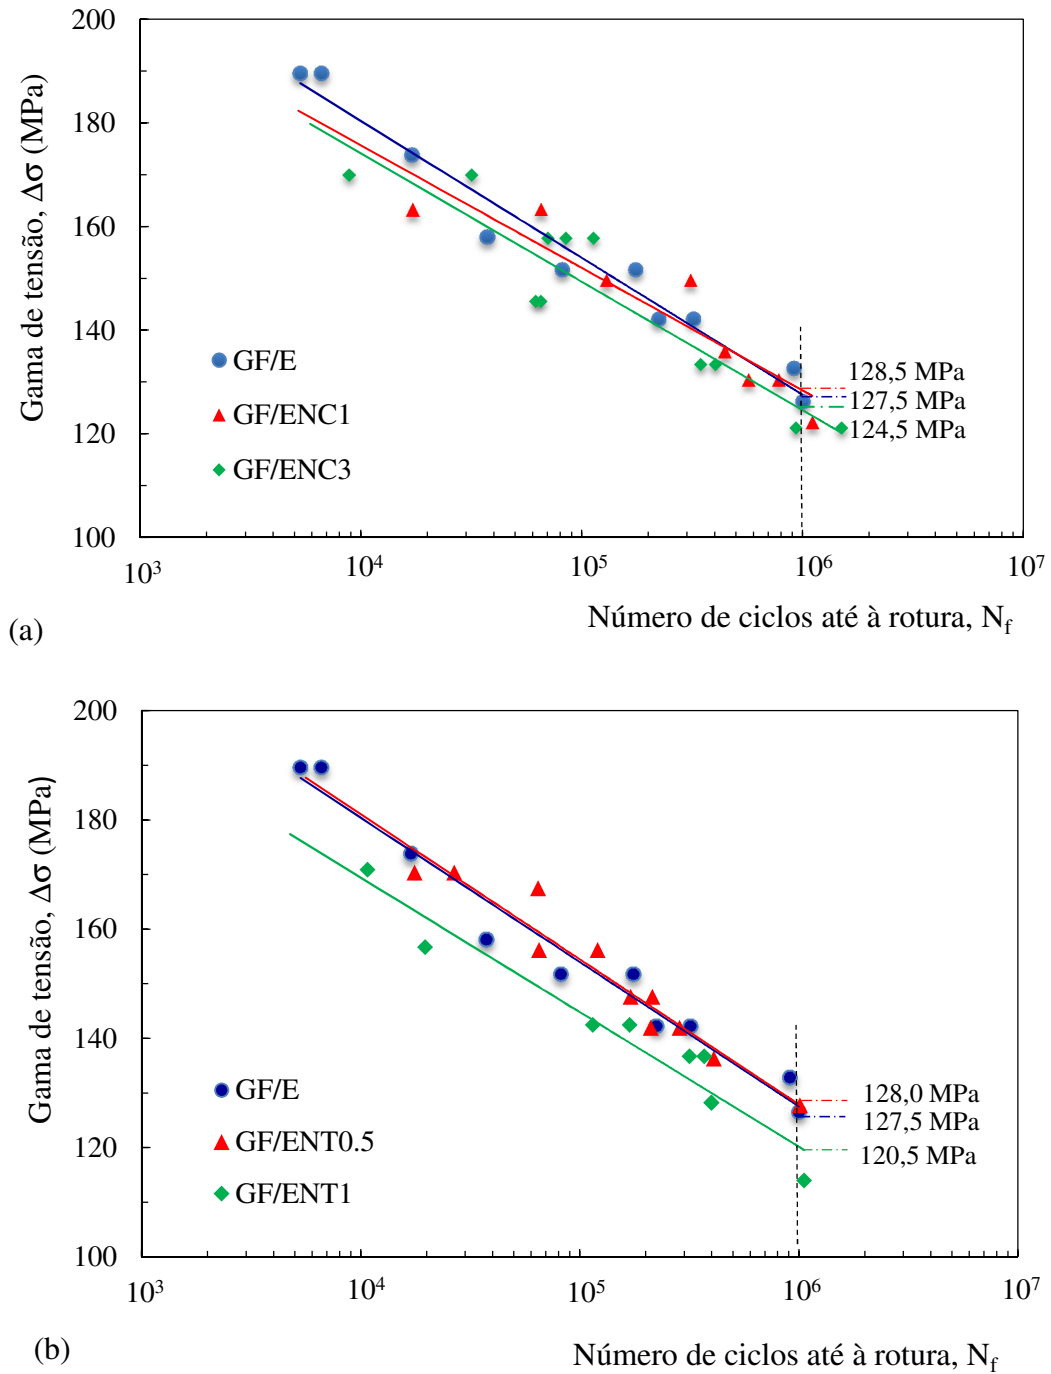 200
180
160
140
120
100
Gama de tensão, Δσ (MPa)
GF/E
GF/ENC1
GF/ENC3
128,5 MPa
127,5 MPa
124,5 MPa
10³
10⁴
10⁵
10⁶
10⁷
Número de ciclos até à rotura, N_f
(a)
200
180
160
140
120
100
Gama de tensão, Δσ (MPa)
GF/E
GF/ENT0.5
GF/ENT1
128,0 MPa
127,5 MPa
120,5 MPa
10³
10⁴
10⁵
10⁶
10⁷
(b)
Número de ciclos até à rotura, N_f